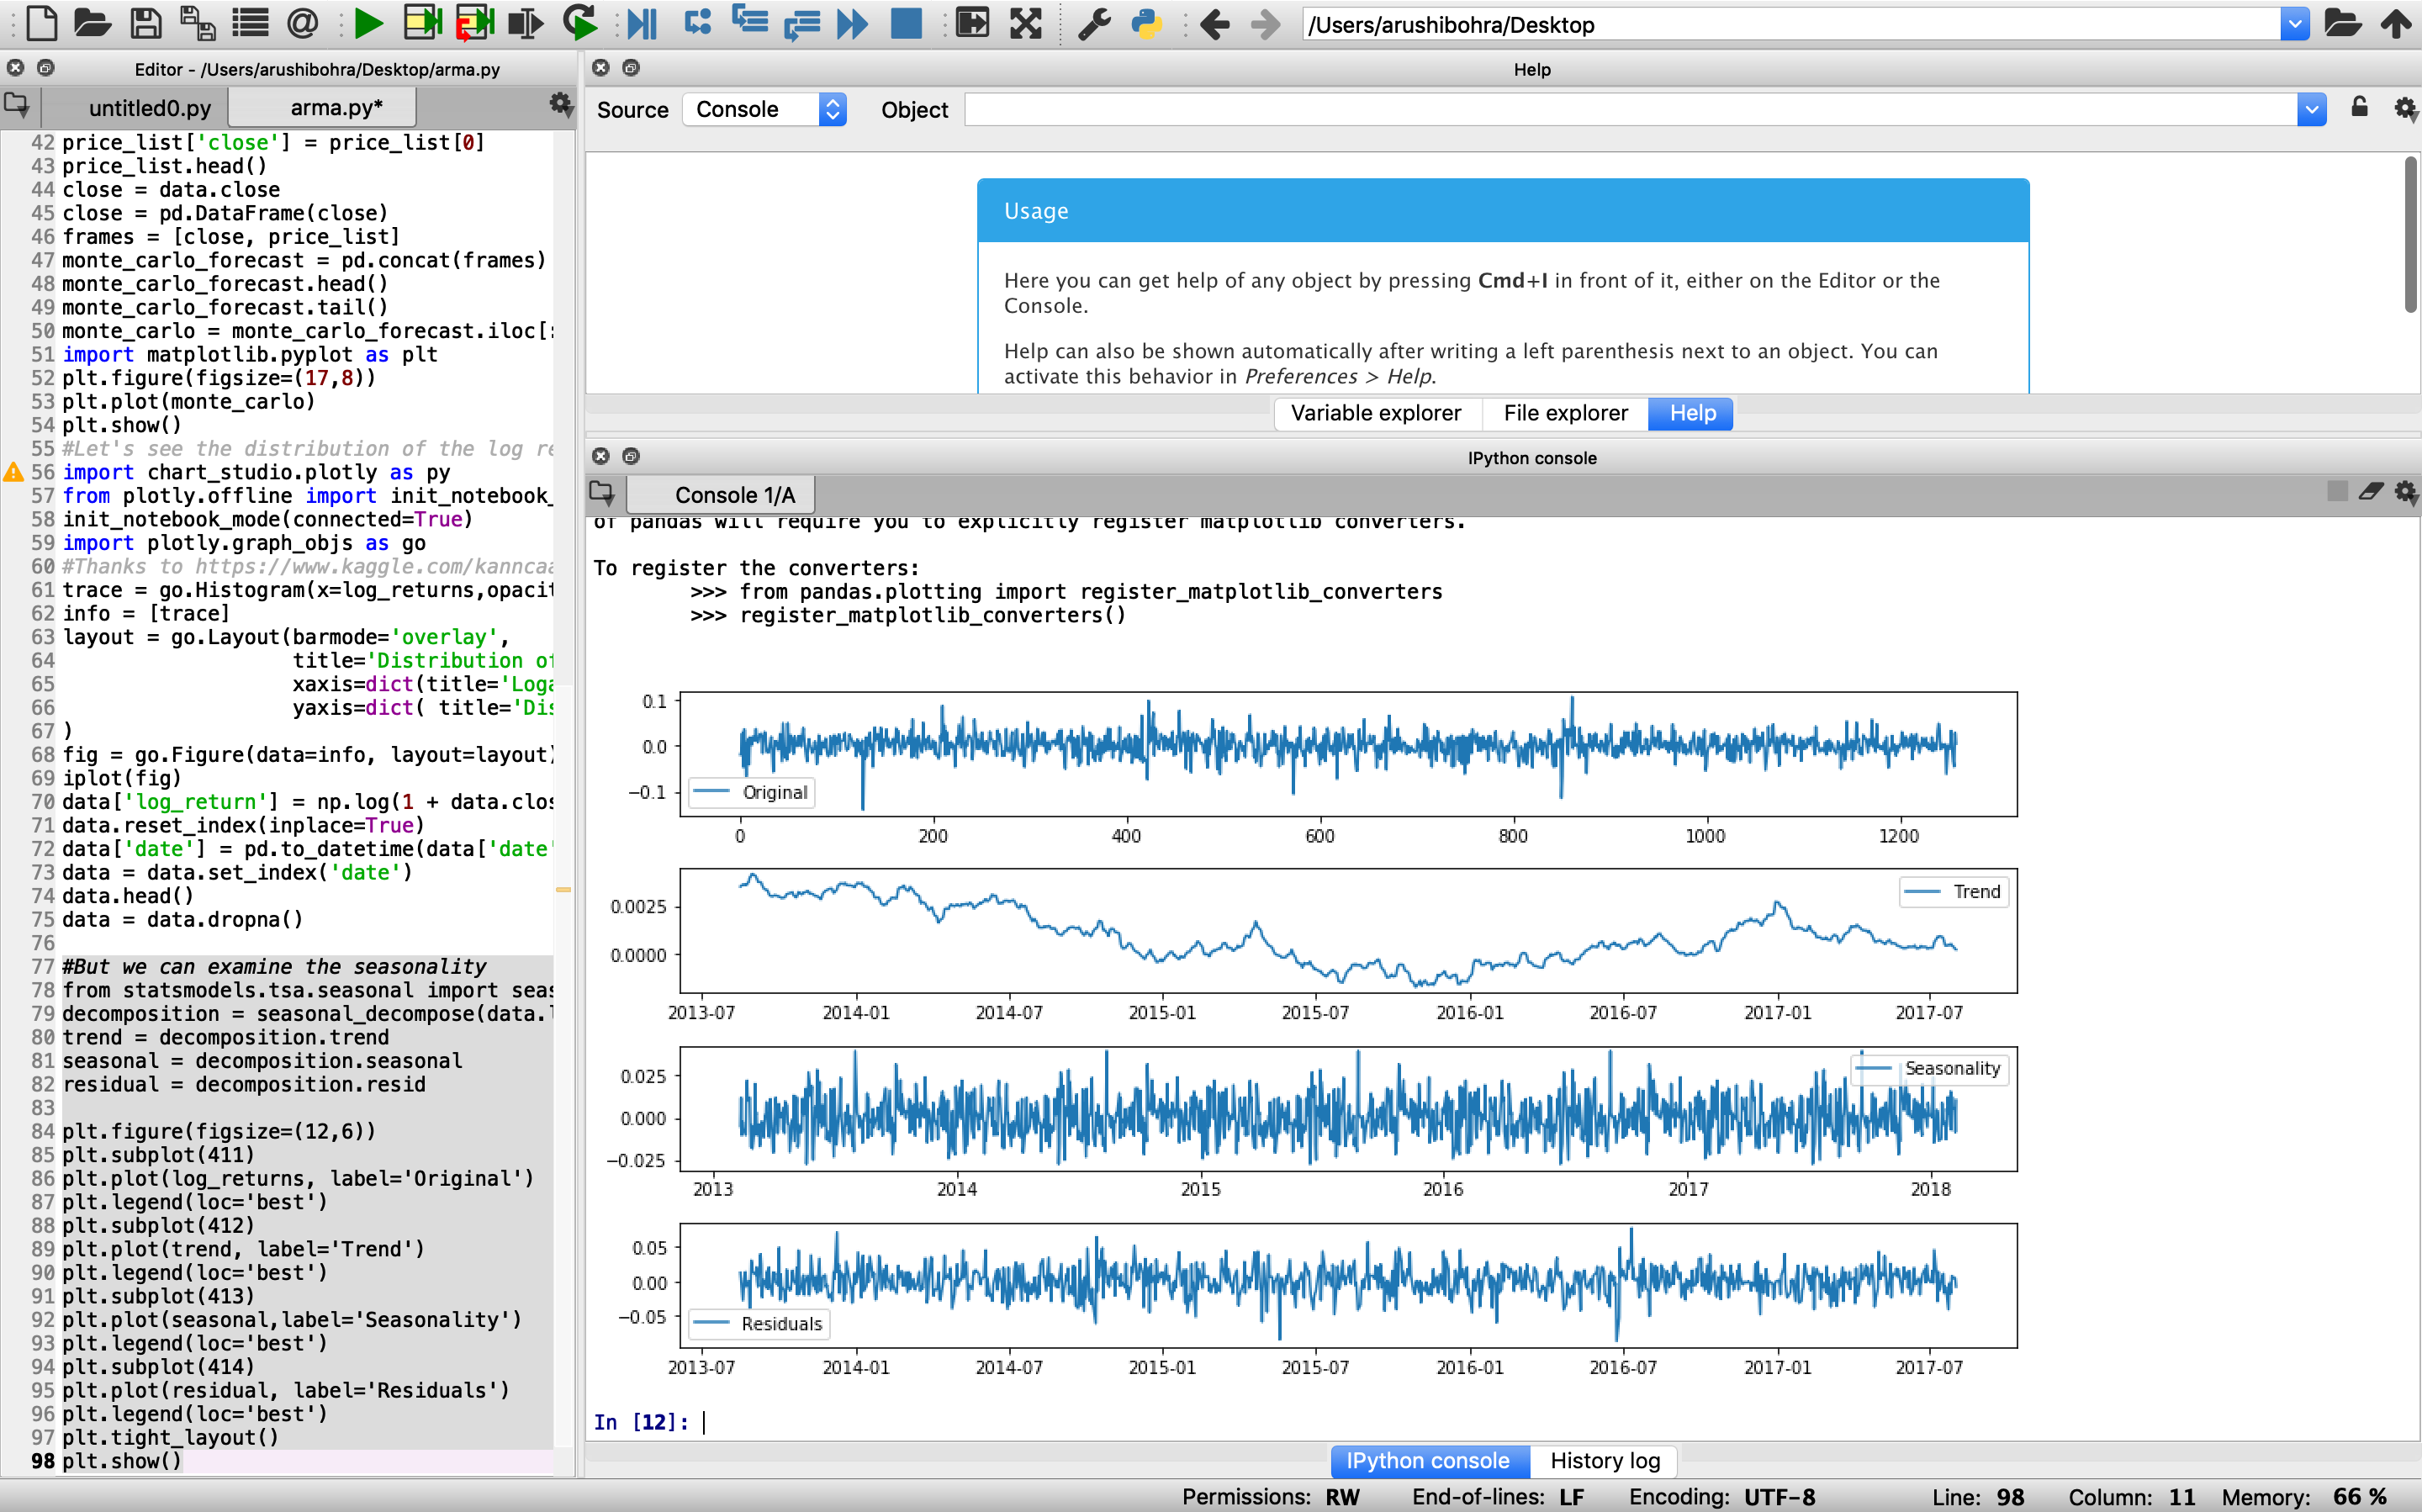 /Users/arushibohra/Desktop
Editor - /Users/arushibohra/Desktop/arma.py
untitled0.py
arma.py*
42 price_list['close'] = price_list[0]
43 price_list.head()
44 close = data.close
45 close = pd.DataFrame(close)
46 frames = [close, price_list]
47 monte_carlo_forecast = pd.concat(frames)
48 monte_carlo_forecast.head()
49 monte_carlo_forecast.tail()
50 monte_carlo = monte_carlo_forecast.iloc[
51 import matplotlib.pyplot as plt
52 plt.figure(figsize=(17,8))
53 plt.plot(monte_carlo)
54 plt.show()
55 #Let's see the distribution of the log re
56 import chart_studio.plotly as py
57 from plotly.offline import init_notebook_
58 init_notebook_mode(connected=True)
59 import plotly.graph_objs as go
60 #Thanks to https://www.kaggle.com/kanncaa
61 trace = go.Histogram(x=log_returns,opacit
62 info = [trace]
63 layout = go.Layout(barmode='overlay',
64 title='Distribution of
65 xaxis=dict(title='Loga
66 yaxis=dict( title='Dis
67 )
68 fig = go.Figure(data=info, layout=layout)
69 iplot(fig)
70 data['log_return'] = np.log(1 + data.clos
71 data.reset_index(inplace=True)
72 data['date'] = pd.to_datetime(data['date'
73 data = data.set_index('date')
74 data.head()
75 data = data.dropna()
76
77 #But we can examine the seasonality
78 from statsmodels.tsa.seasonal import seas
79 decomposition = seasonal_decompose(data.l
80 trend = decomposition.trend
81 seasonal = decomposition.seasonal
82 residual = decomposition.resid
83
84 plt.figure(figsize=(12,6))
85 plt.subplot(411)
86 plt.plot(log_returns, label='Original')
87 plt.legend(loc='best')
88 plt.subplot(412)
89 plt.plot(trend, label='Trend')
90 plt.legend(loc='best')
91 plt.subplot(413)
92 plt.plot(seasonal,label='Seasonality')
93 plt.legend(loc='best')
94 plt.subplot(414)
95 plt.plot(residual, label='Residuals')
96 plt.legend(loc='best')
97 plt.tight_layout()
98 plt.show()
Help
Source Console Object
Usage
Here you can get help of any object by pressing Cmd+I in front of it, either on the Editor or the
Console.
Help can also be shown automatically after writing a left parenthesis next to an object. You can
activate this behavior in Preferences > Help.
Variable explorer File explorer Help
IPython console
Console 1/A
of pandas will require you to explicitly register matplotlib converters.
To register the converters:
>>> from pandas.plotting import register_matplotlib_converters
>>> register_matplotlib_converters()
0.1
0.0
−0.1
Original
0 200 400 600 800 1000 1200
0.0025
0.0000
Trend
2013-07 2014-01 2014-07 2015-01 2015-07 2016-01 2016-07 2017-01 2017-07
0.025
0.000
−0.025
Seasonality
2013 2014 2015 2016 2017 2018
0.05
0.00
−0.05
Residuals
2013-07 2014-01 2014-07 2015-01 2015-07 2016-01 2016-07 2017-01 2017-07
In [12]:
IPython console History log
Permissions: RW End-of-lines: LF Encoding: UTF-8 Line: 98 Column: 11 Memory: 66 %